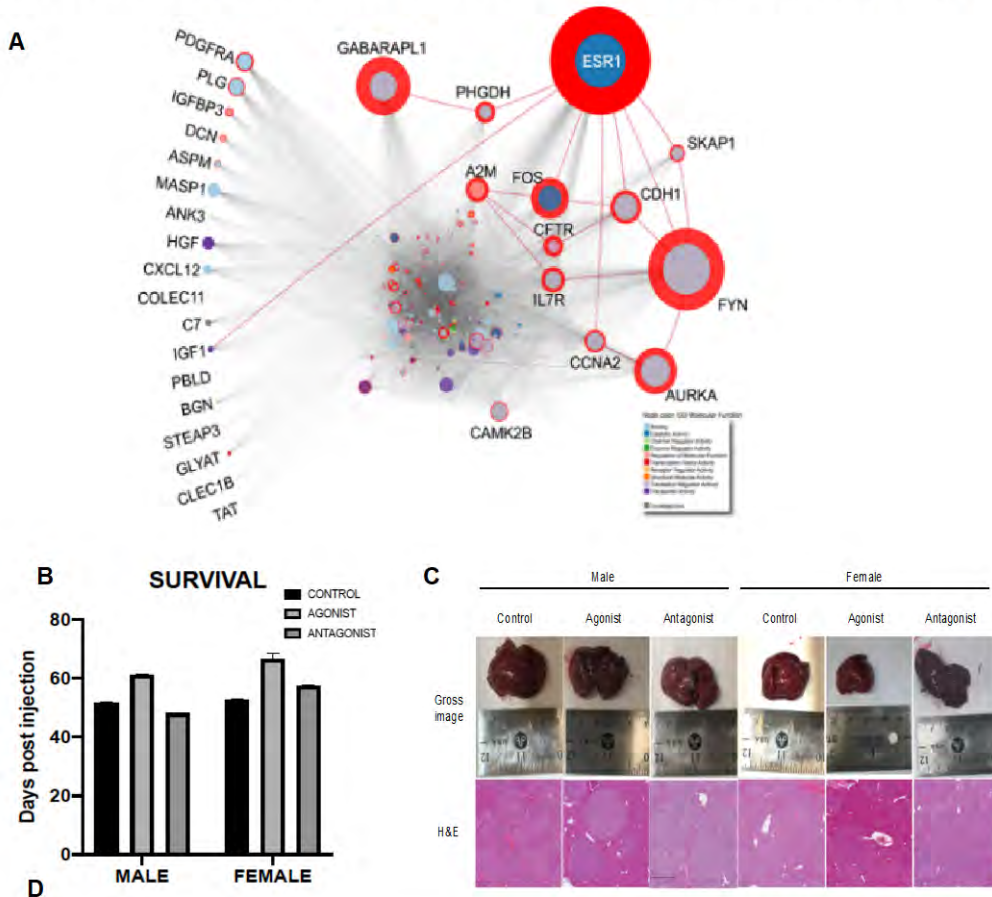 A
PDGFRA
PLG
IGFBP3
DCN
ASPM
MASP1
ANK3
HGF
CXCL12
COLEC11
C7
IGF1
PBLD
BGN
STEAP3
GLYAT
CLEC1B
TAT
GABARAPL1
PHGDH
ESR1
SKAP1
A2M
FOS
CDH1
CFTR
IL7R
FYN
CCNA2
AURKA
CAMK2B
B
SURVIVAL
CONTROL
AGONIST
ANTAGONIST
Days post injection
80
60
40
20
0
MALE FEMALE
C
Male Female
Control Agonist Antagonist Control Agonist Antagonist
Gross
image
H&E
D